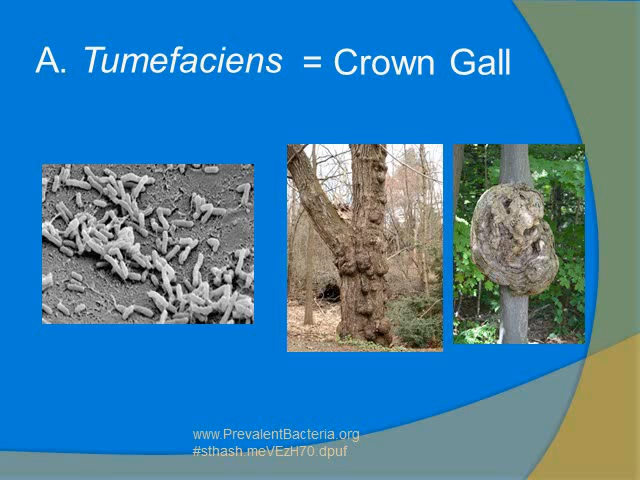 A. Tumefaciens = Crown Gall
www.PrevalentBacteria.org
#sthash.meVEzH70.dpuf